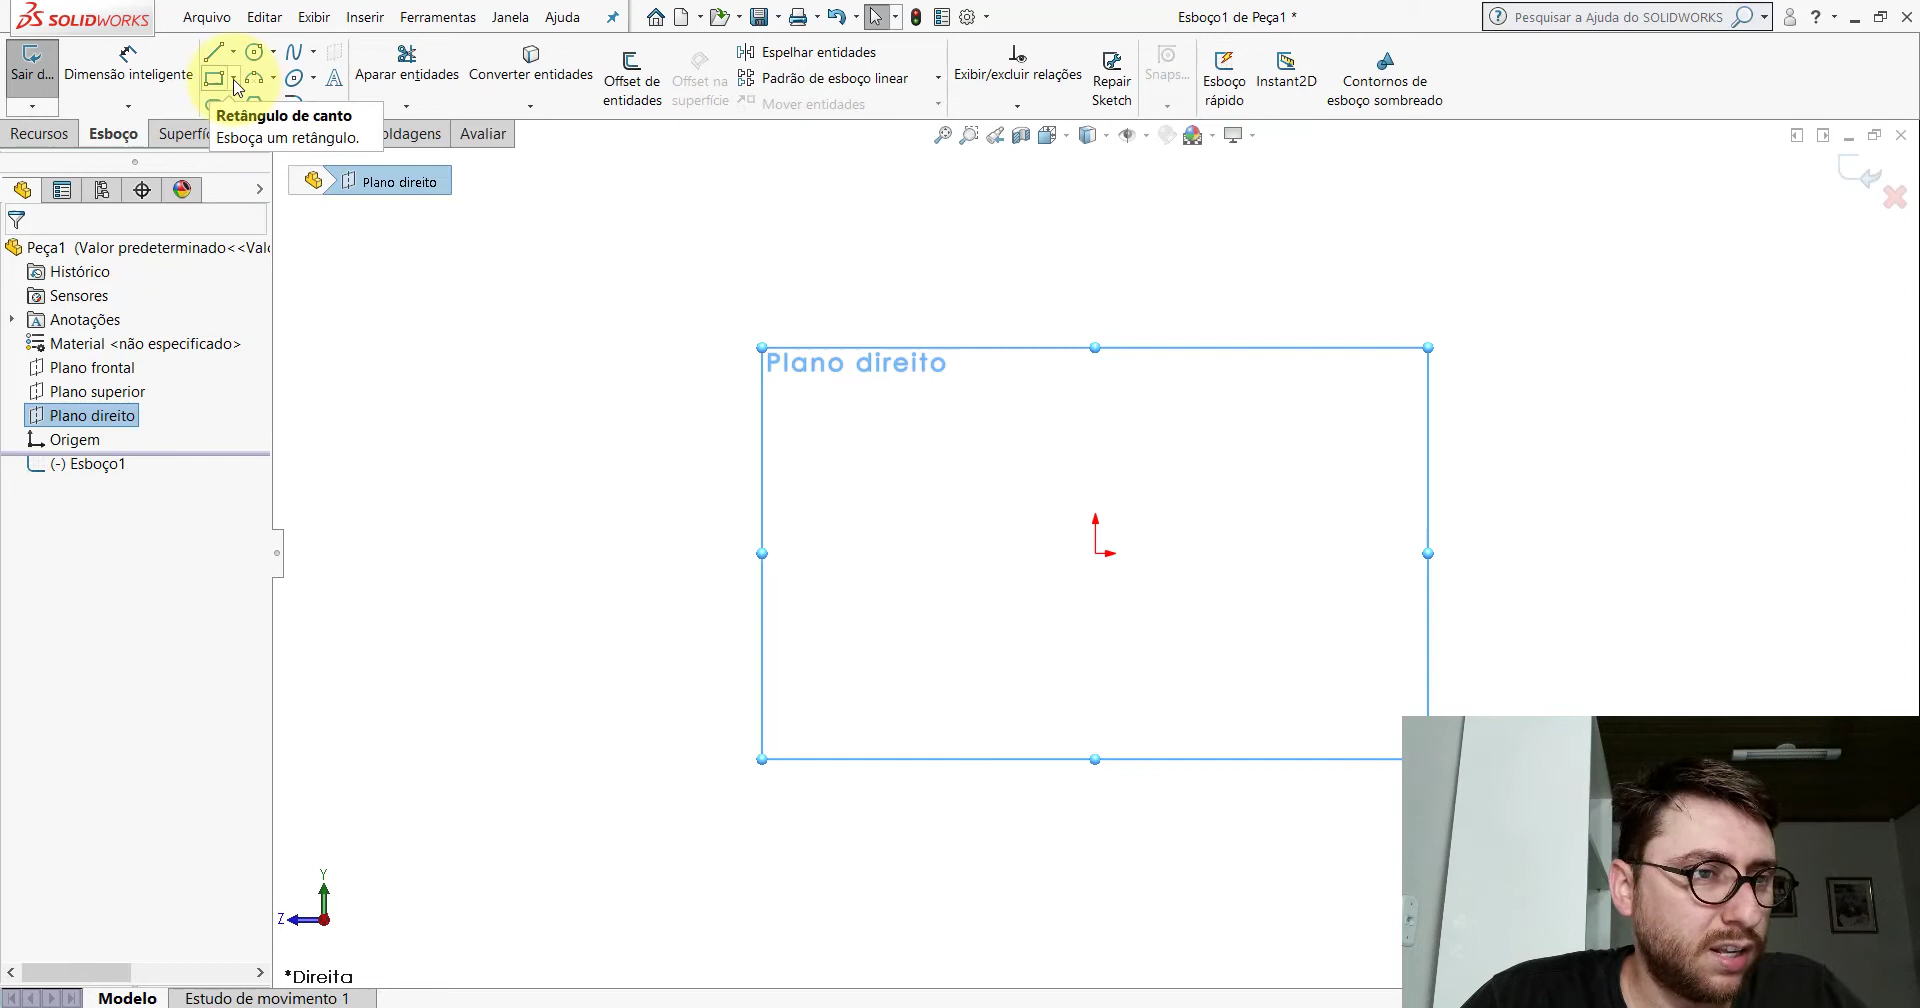 SOLIDWORKS
Arquivo Editar Exibir Inserir Ferramentas Janela Ajuda
Esboço1 de Peça1 *
Pesquisar a Ajuda do SOLIDWORKS
Sair d...
Dimensão inteligente
Aparar entidades
Converter entidades
Offset de entidades
Offset na superfície
Espelhar entidades
Padrão de esboço linear
Mover entidades
Exibir/excluir relações
Repair Sketch
Snaps...
Esboço rápido
Instant2D
Contornos de esboço sombreado
Retângulo de canto
Esboça um retângulo.
Recursos Esboço Superfíc oldagens Avaliar
Plano direito
Peça1 (Valor predeterminado<<Valo
Histórico
Sensores
Anotações
Material <não especificado>
Plano frontal
Plano superior
Plano direito
Origem
(-) Esboço1
Plano direito
Y
Z
*Direita
Modelo Estudo de movimento 1